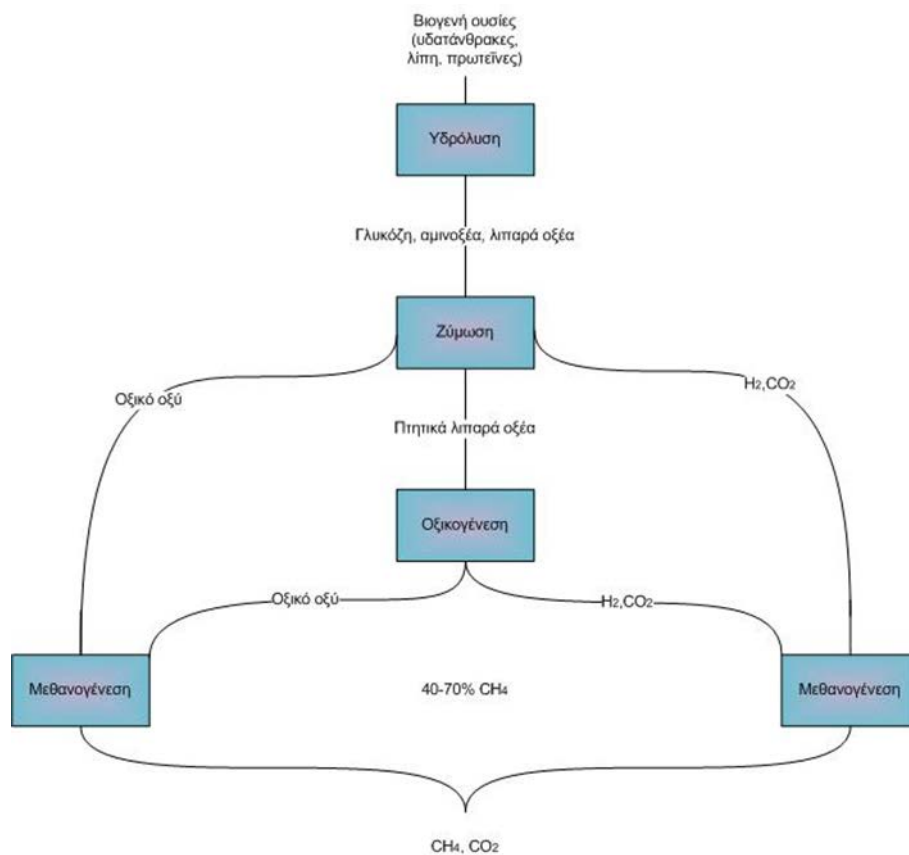 Βιογενή ουσίες
(υδατάνθρακες,
λίπη, πρωτεΐνες)
Υδρόλυση
Γλυκόζη, αμινοξέα, λιπαρά οξέα
Ζύμωση
Οξικό οξύ
H2,CO2
Πτητικά λιπαρά οξέα
Οξικογένεση
Οξικό οξύ
H2,CO2
Μεθανογένεση
40-70% CH4
Μεθανογένεση
CH4, CO2